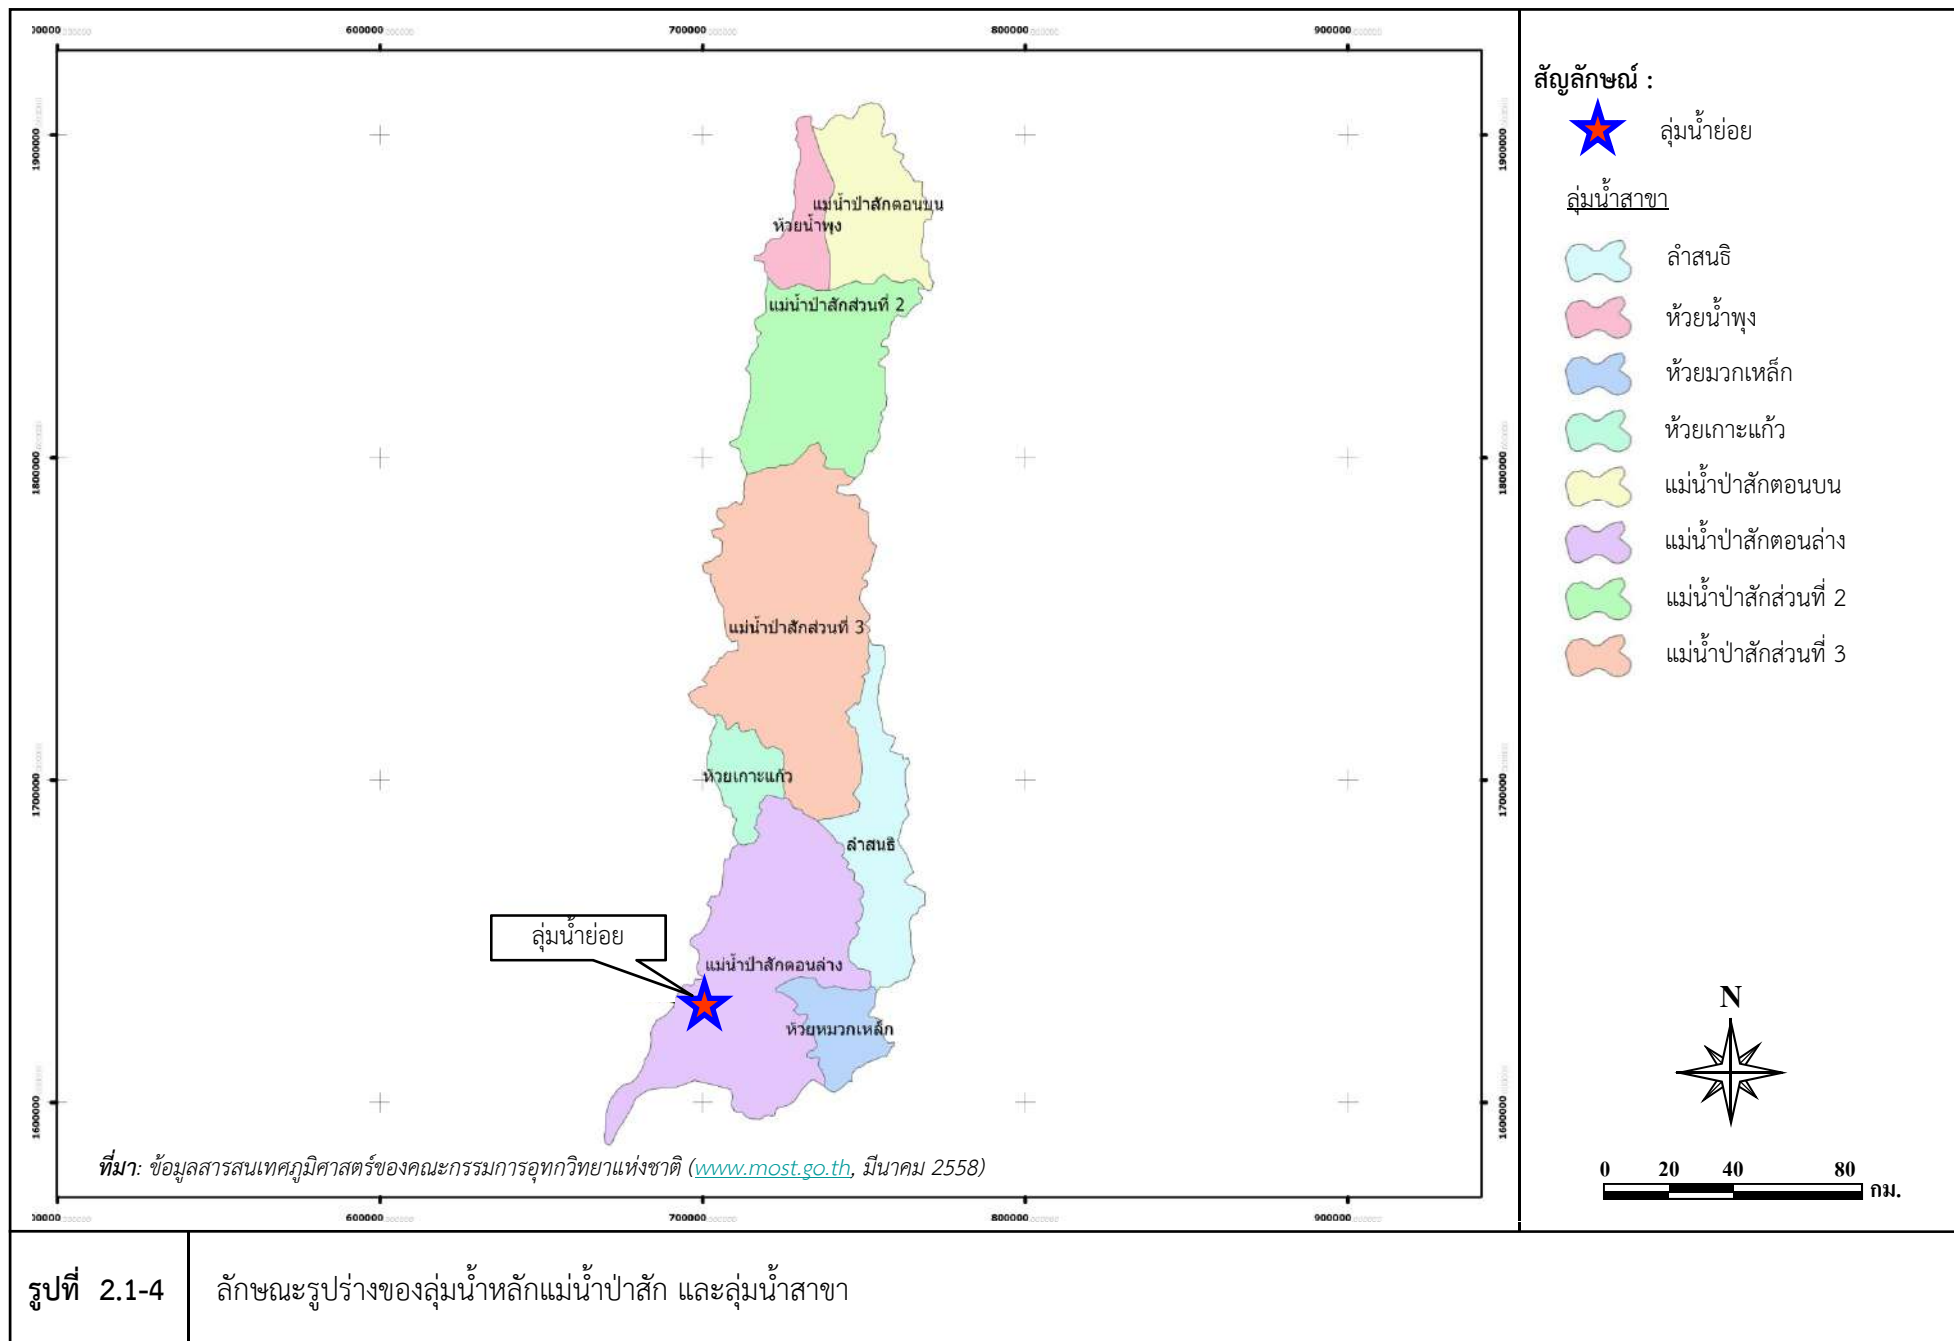 00000 600000 700000 800000 900000
1900000 1900000
1800000 1800000
1700000 1700000
1600000 1600000
แม่น้ำป่าสักตอนบน
ห้วยน้ำพุง
แม่น้ำป่าสักส่วนที่ 2
แม่น้ำป่าสักส่วนที่ 3
ห้วยเกาะแก้ว
ลำสนธิ
ลุ่มน้ำย่อย
แม่น้ำป่าสักตอนล่าง
ห้วยหมวกเหล็ก
ที่มา: ข้อมูลสารสนเทศภูมิศาสตร์ของคณะกรรมการอุทกวิทยาแห่งชาติ (www.most.go.th, มีนาคม 2558)
00000 600000 700000 800000 900000
สัญลักษณ์ :
ลุ่มน้ำย่อย
ลุ่มน้ำสาขา
ลำสนธิ
ห้วยน้ำพุง
ห้วยมวกเหล็ก
ห้วยเกาะแก้ว
แม่น้ำป่าสักตอนบน
แม่น้ำป่าสักตอนล่าง
แม่น้ำป่าสักส่วนที่ 2
แม่น้ำป่าสักส่วนที่ 3
N
0 20 40 80
กม.
รูปที่ 2.1-4
ลักษณะรูปร่างของลุ่มน้ำหลักแม่น้ำป่าสัก และลุ่มน้ำสาขา